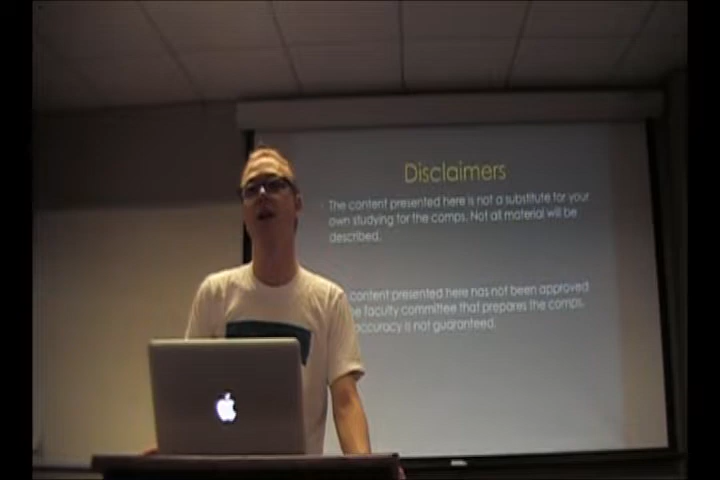 Disclaimers
The content presented here is not a substitute for your
own studying for the comps. Not all material will be
described.
content presented here has not been approved
faculty committee that prepares the comps.
accuracy is not guaranteed.